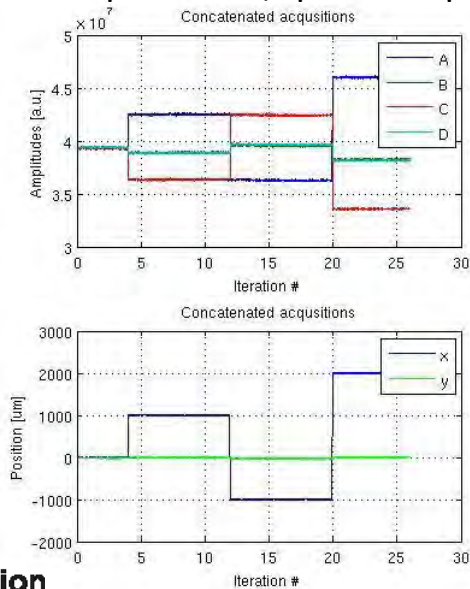 Concatenated acqusitions
× 10⁷
5
4.5
4
3.5
3
Amplitudes [a.u.]
A
B
C
D
0 5 10 15 20 25 30
Iteration #
Concatenated acqusitions
3000
2000
1000
0
-1000
-2000
Position [um]
x
y
0 5 10 15 20 25 30
Iteration #
ion